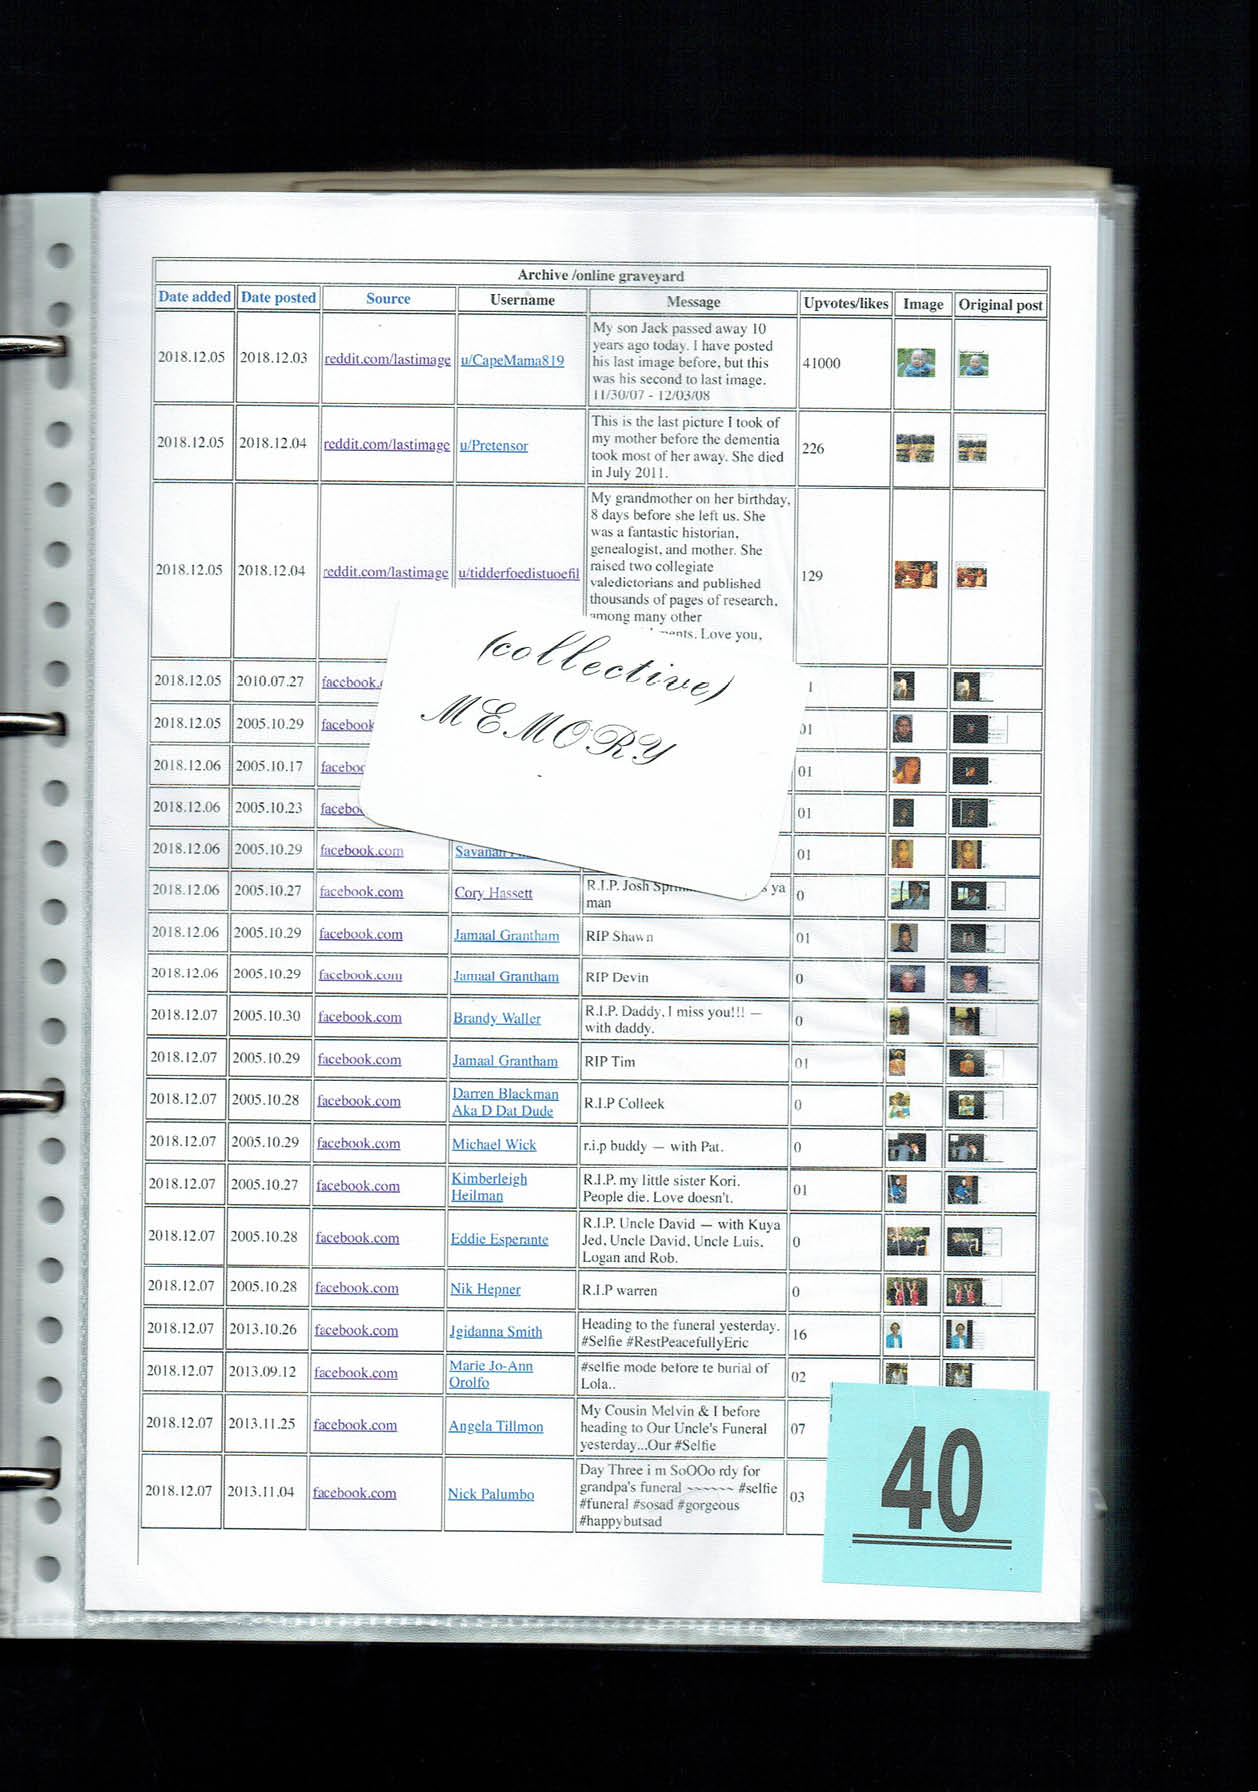 Archive /online graveyard
Date added Date posted Source Username Message Upvotes/likes Image Original post
2018.12.05 2018.12.03 reddit.com/lastimage u/CapeMama819 My son Jack passed away 10
years ago today. I have posted
his last image before, but this
was his second to last image.
11/30/07 - 12/03/08 41000
2018.12.05 2018.12.04 reddit.com/lastimage u/Pretensor This is the last picture I took of
my mother before the dementia
took most of her away. She died
in July 2011. 226
2018.12.05 2018.12.04 reddit.com/lastimage u/tidderfoedistuoefil My grandmother on her birthday,
8 days before she left us. She
was a fantastic historian,
genealogist, and mother. She
raised two collegiate
valedictorians and published
thousands of pages of research,
among many other
Love you, 129
(collective)
MEMORY
2018.12.05 2010.07.27 facebook. 1
2018.12.05 2005.10.29 facebook 01
2018.12.06 2005.10.17 01
2018.12.06 2005.10.23 01
2018.12.06 2005.10.29 facebook.com 01
2018.12.06 2005.10.27 facebook.com Cory Hassett R.I.P. Josh ya
man 0
2018.12.06 2005.10.29 facebook.com Jamaal Grantham RIP Shawn 01
2018.12.06 2005.10.29 facebook.com Jamaal Grantham RIP Devin 0
2018.12.07 2005.10.30 facebook.com Brandy Waller R.I.P. Daddy, I miss you!!! —
with daddy. 0
2018.12.07 2005.10.29 facebook.com Jamaal Grantham RIP Tim 01
2018.12.07 2005.10.28 facebook.com Darren Blackman
Aka D Dat Dude R.I.P Colleek 0
2018.12.07 2005.10.29 facebook.com Michael Wick r.i.p buddy — with Pat. 0
2018.12.07 2005.10.27 facebook.com Kimberleigh
Heilman R.I.P. my little sister Kori.
People die. Love doesn't. 01
2018.12.07 2005.10.28 facebook.com Eddie Esperante R.I.P. Uncle David — with Kuya
Jed, Uncle David, Uncle Luis,
Logan and Rob. 0
2018.12.07 2005.10.28 facebook.com Nik Hepner R.I.P warren 0
2018.12.07 2013.10.26 facebook.com Jgidanna Smith Heading to the funeral yesterday.
#Selfie #RestPeacefullyEric 16
2018.12.07 2013.09.12 facebook.com Marie Jo-Ann
Orolfo #selfie mode before te burial of
Lola.. 02
2018.12.07 2013.11.25 facebook.com Angela Tillmon My Cousin Melvin & I before
heading to Our Uncle's Funeral
yesterday...Our #Selfie 07
2018.12.07 2013.11.04 facebook.com Nick Palumbo Day Three i m SoOOo rdy for
grandpa's funeral ~~~~~~ #selfie
#funeral #sosad #gorgeous
#happybutsad 03
40